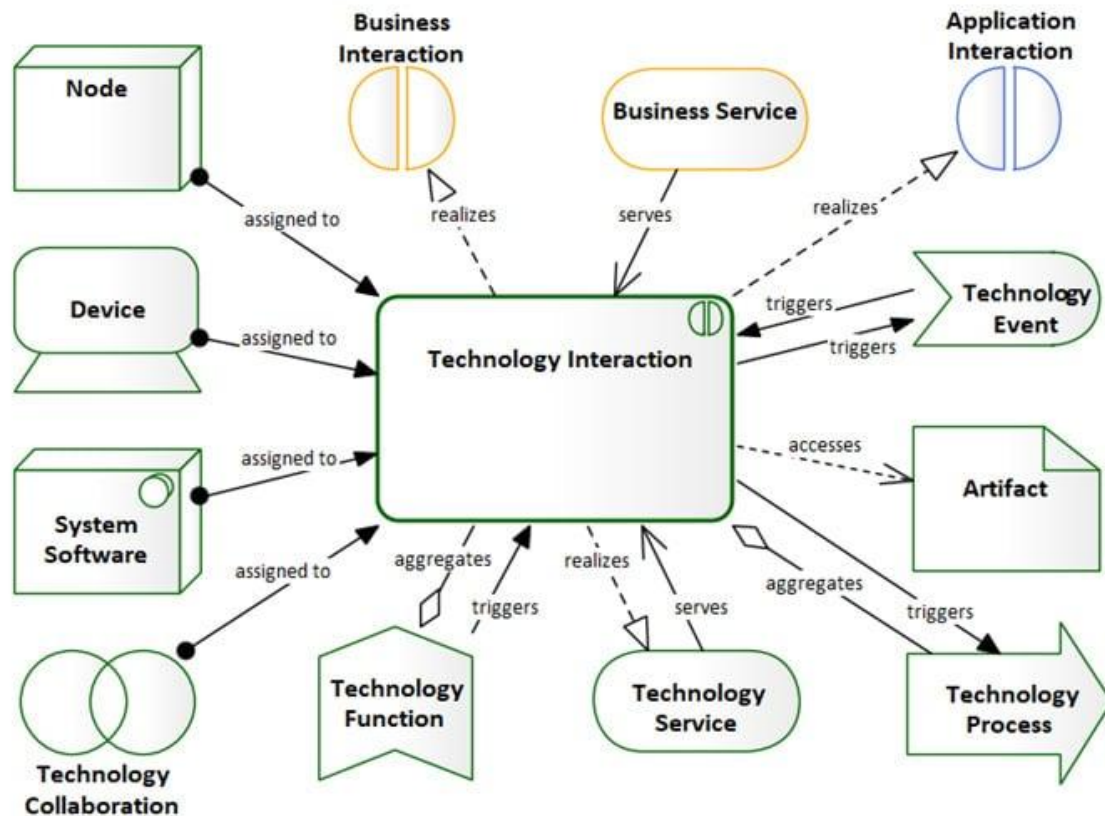 Business
Interaction
Application
Interaction
Node
Business Service
realizes
serves
realizes
assigned to
Device
assigned to
triggers
Technology
Event
triggers
Technology Interaction
System
Software
assigned to
accesses
Artifact
assigned to
aggregates
triggers
realizes
serves
aggregates
triggers
Technology
Collaboration
Technology
Function
Technology
Service
Technology
Process